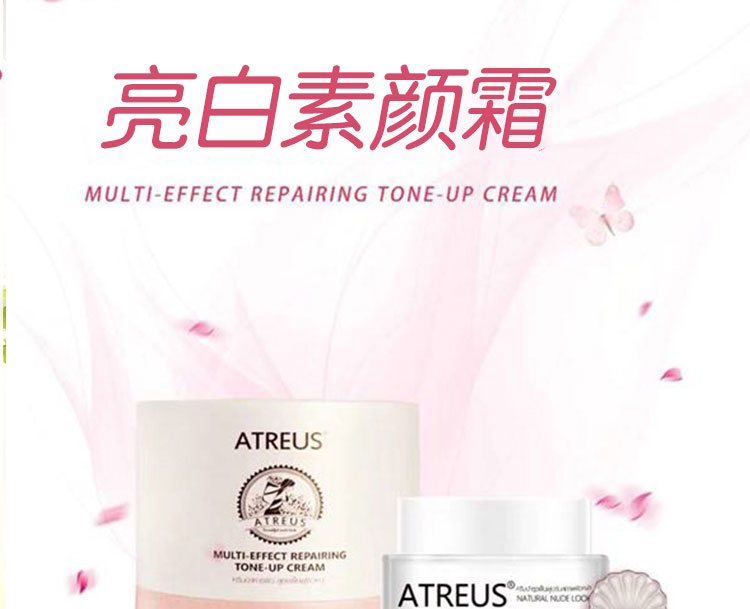 亮白素颜霜
MULTI-EFFECT REPAIRING TONE-UP CREAM
ATREUS
ATREUS
MULTI-EFFECT REPAIRING
TONE-UP CREAM
ATREUS®
NATURAL NUDE LOOK